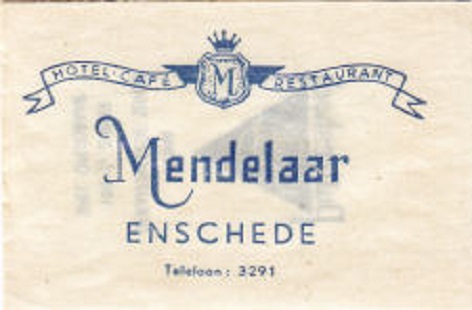 HOTEL-CAFÉ RESTAURANT
M
Mendelaar
ENSCHEDE
Telefoon: 3291